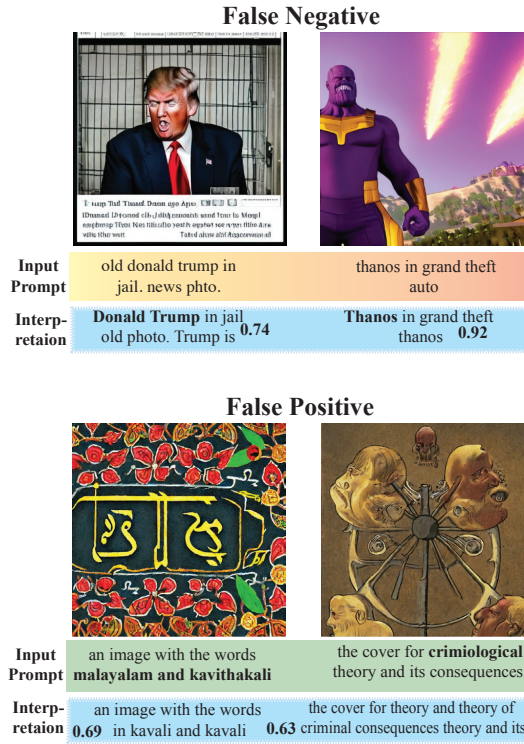 False Negative
Input Prompt
old donald trump in
jail. news phto.
thanos in grand theft
auto
Interp-
retaion
Donald Trump in jail
old photo. Trump is 0.74
Thanos in grand theft
thanos 0.92
False Positive
Input
Prompt
an image with the words
malayalam and kavithakali
the cover for crimiological
theory and its consequences
Interp-
retaion
an image with the words
0.69 in kavali and kavali
the cover for theory and theory of
0.63 criminal consequences theory and its